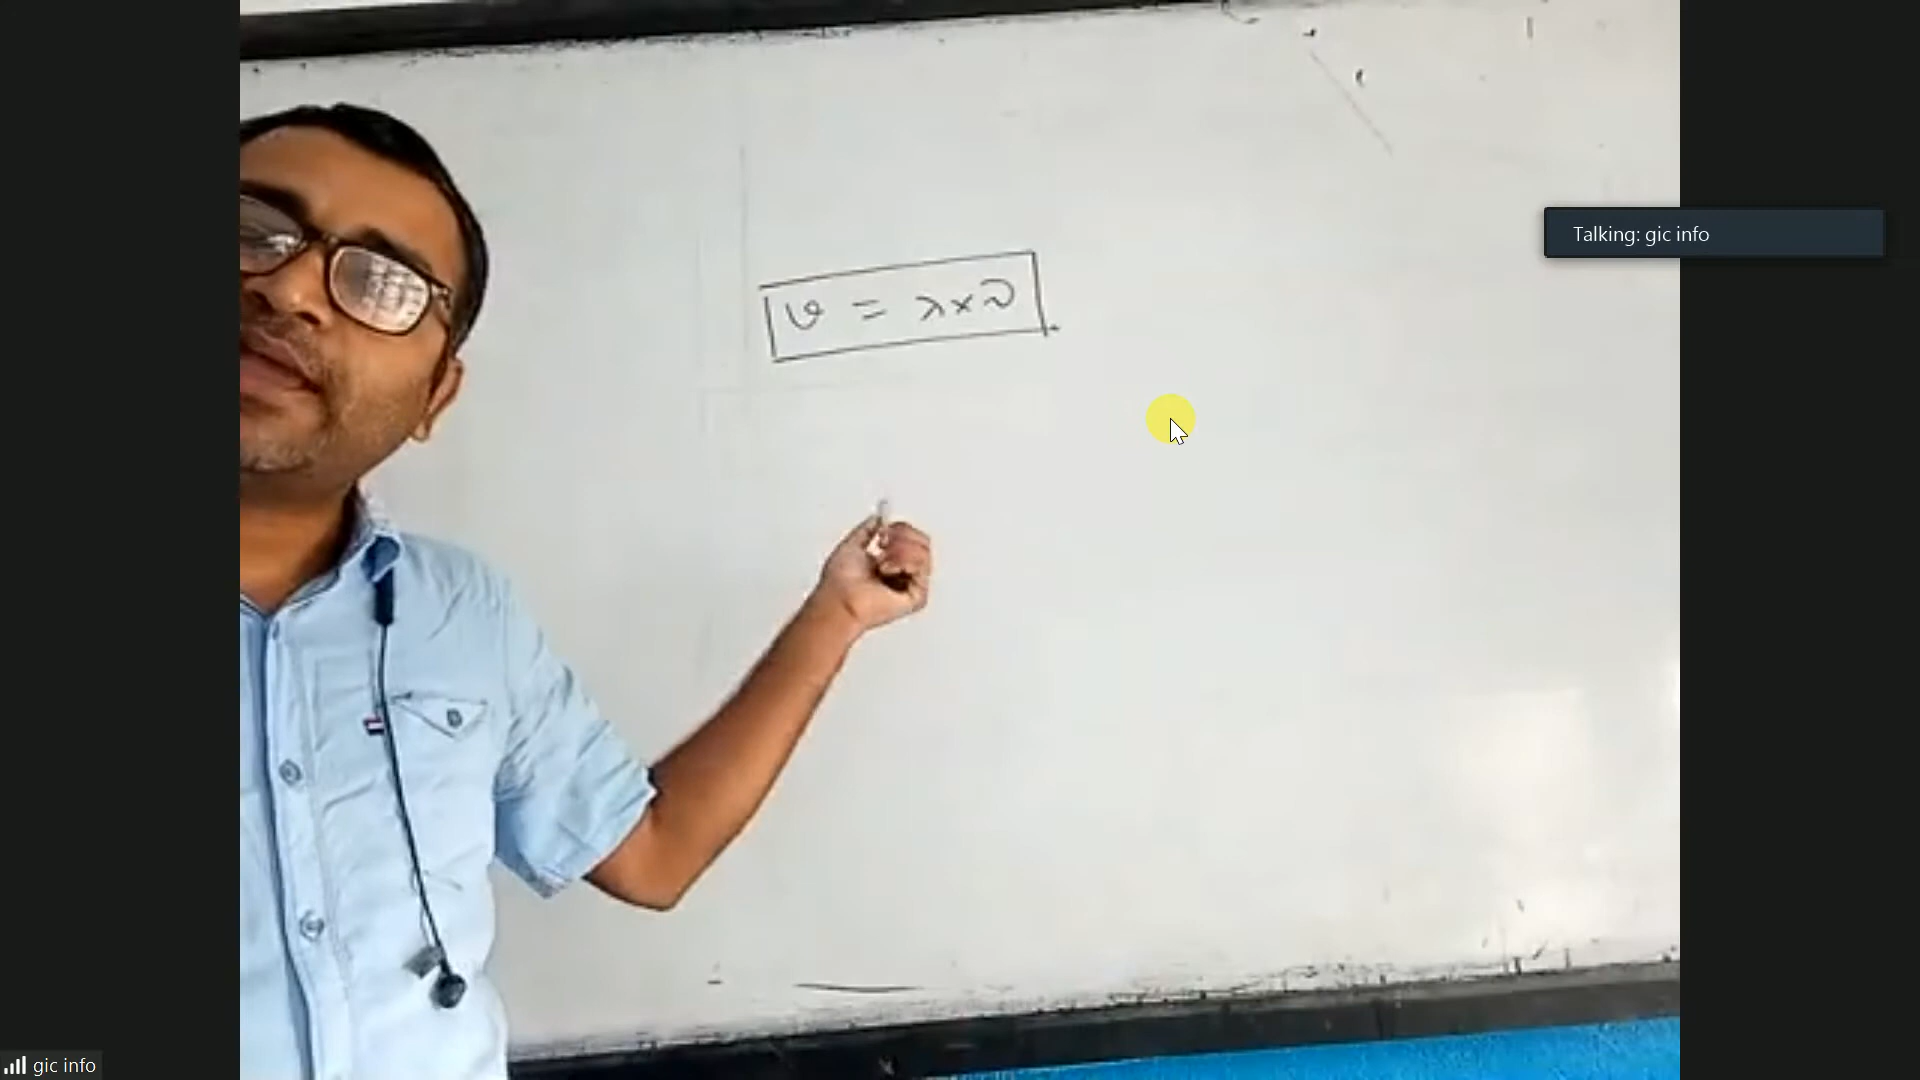 v = λ × ν
Talking: gic info
gic info